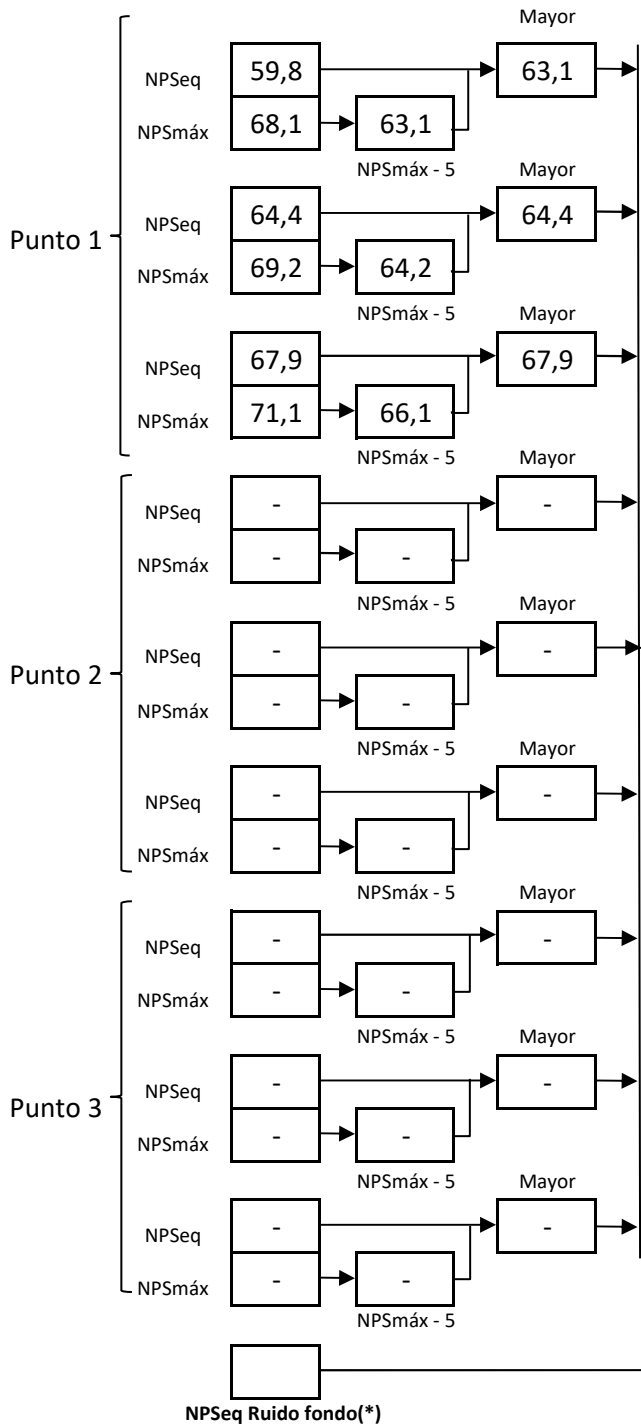 Mayor
NPSeq 59,8 63,1
NPSmáx 68,1 63,1
NPSmáx - 5
Mayor
Punto 1
NPSeq 64,4 64,4
NPSmáx 69,2 64,2
NPSmáx - 5
Mayor
NPSeq 67,9 67,9
NPSmáx 71,1 66,1
NPSmáx - 5
Mayor
NPSeq - -
NPSmáx - -
NPSmáx - 5
Mayor
Punto 2
NPSeq - -
NPSmáx - -
NPSmáx - 5
Mayor
NPSeq - -
NPSmáx - -
NPSmáx - 5
Mayor
NPSeq - -
NPSmáx - -
NPSmáx - 5
Mayor
Punto 3
NPSeq - -
NPSmáx - -
NPSmáx - 5
Mayor
NPSeq - -
NPSmáx - -
NPSmáx - 5
NPSeq Ruido fondo(*)